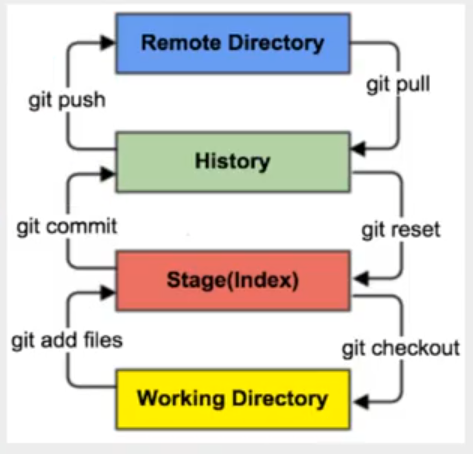 Remote Directory
git push
git pull
History
git commit
git reset
Stage(Index)
git add files
git checkout
Working Directory